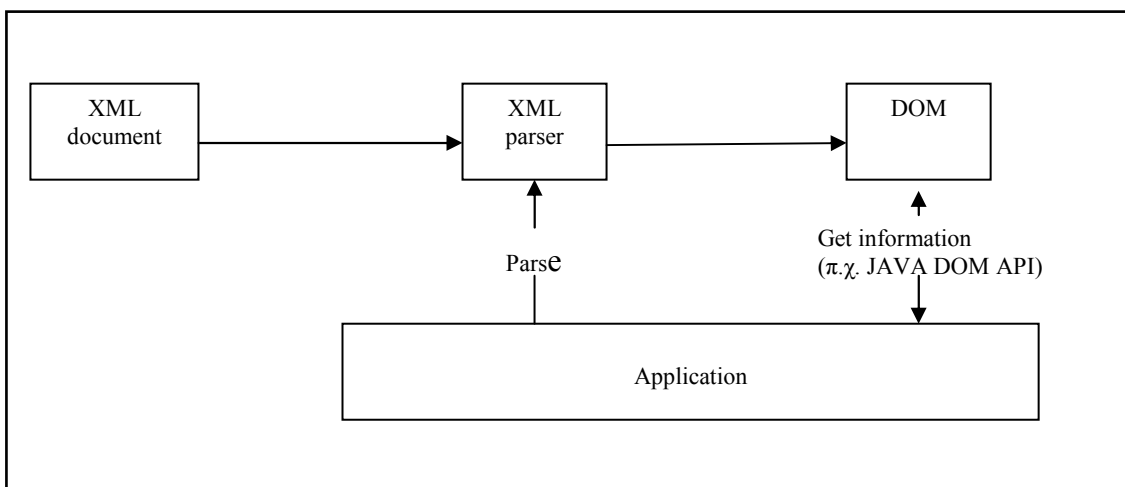 XML
document
XML
parser
DOM
Parse
Get information
(π.χ. JAVA DOM API)
Application